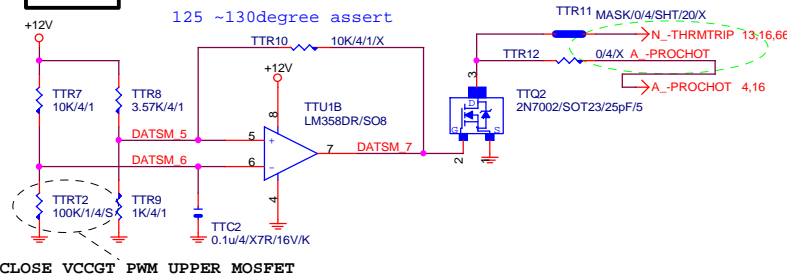 125 ~130degree assert
+12V
TTR7
10K/4/1
TTR8
3.57K/4/1
TTR10
10K/4/1/X
+12V
TTU1B
LM358DR/SO8
DATSM_5
DATSM_6
5
6
+
-
8
4
7
DATSM_7
TTRT2
100K/1/4/S
TTR9
1K/4/1
TTC2
0.1u/4/X7R/16V/K
CLOSE VCCGT PWM UPPER MOSFET
TTR11
MASK/0/4/SHT/20/X
N_-THRMTRIP 13,16,66
TTR12
0/4/X
A_-PROCHOT
A_-PROCHOT 4,16
3
TTQ2
2N7002/SOT23/25pF/5
D
G
S
2
1